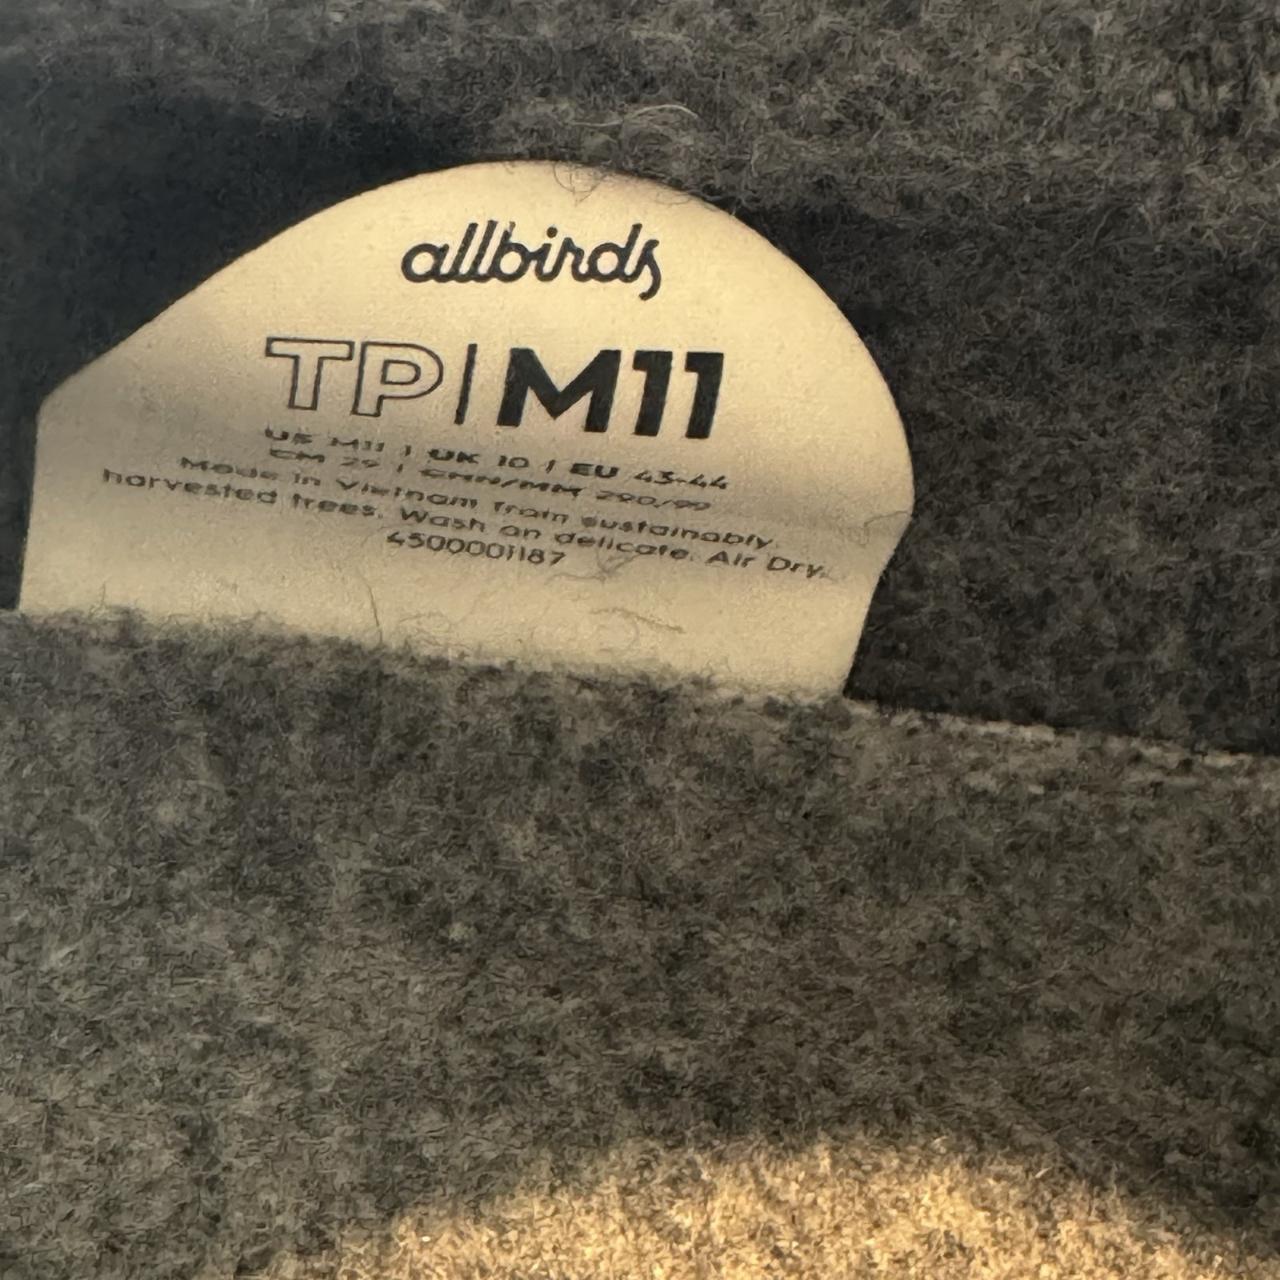 allbirds
TP | M11
US M11 | UK 10 | EU 43-44
CM 29 | CHN/MM 290/99
Made in Vietnam from sustainably
harvested trees. Wash on delicate. Air Dry.
4500001187